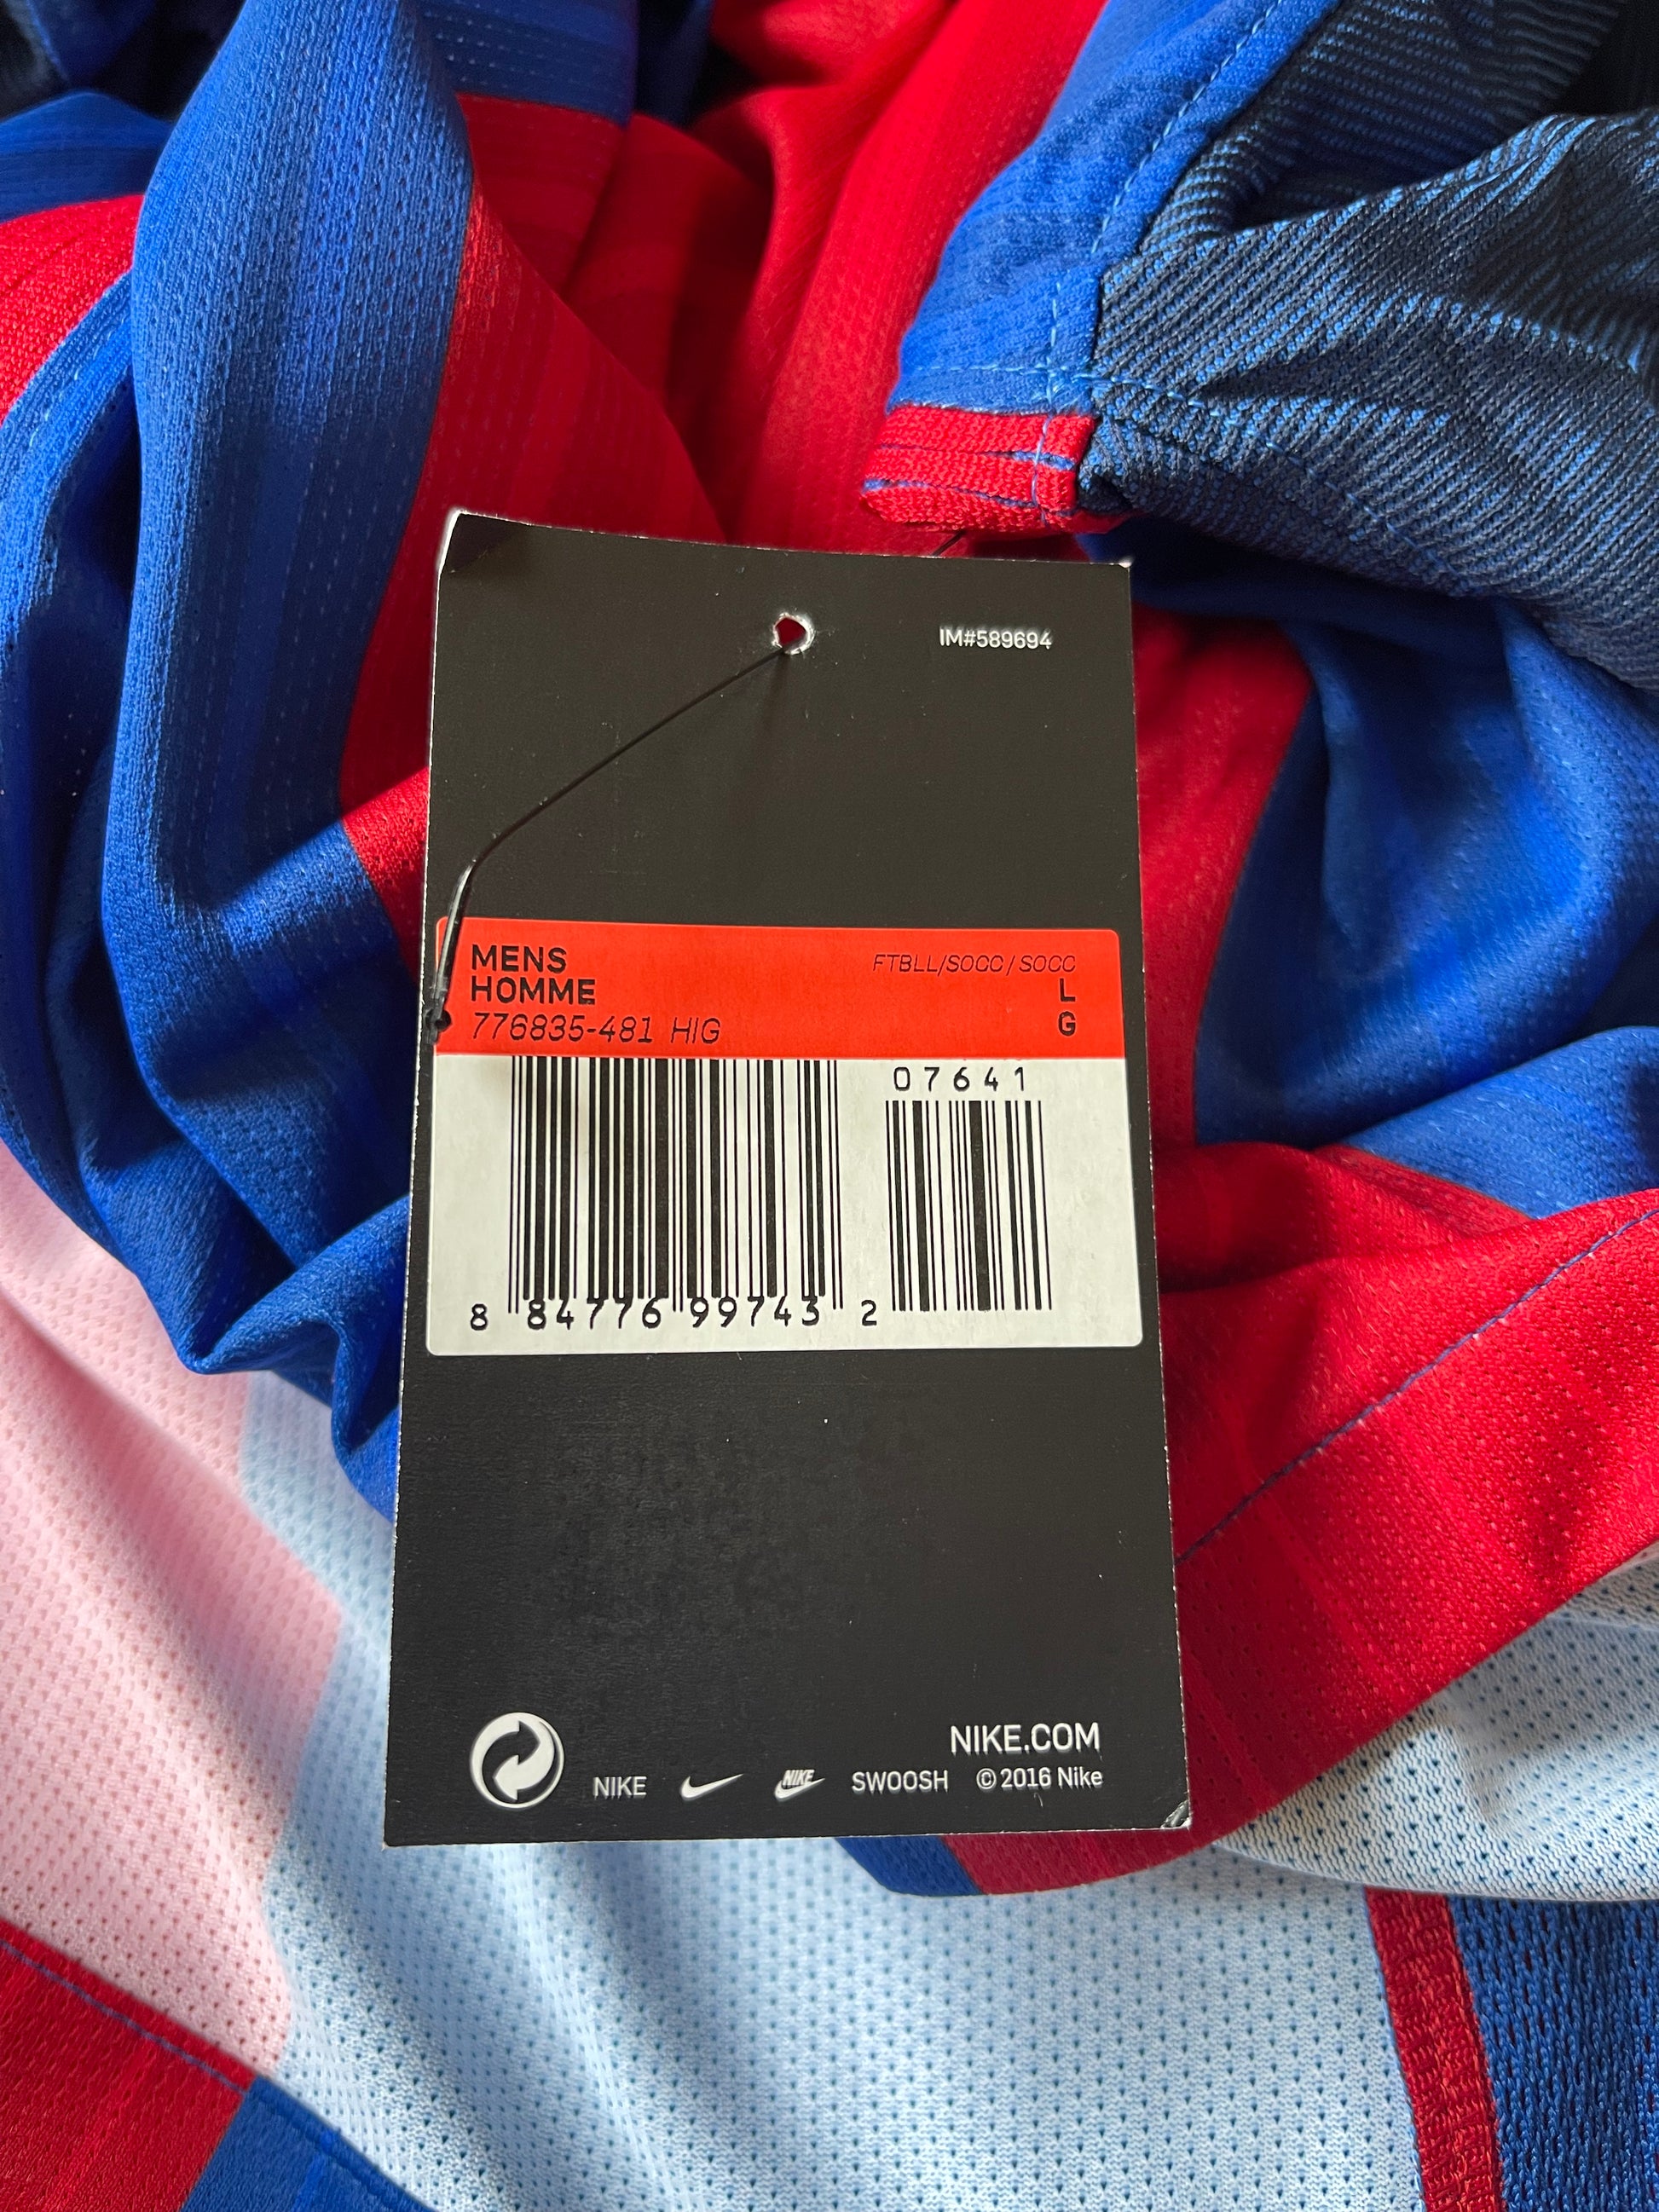 IM#589694
MENS FTBLL/SOCC/SOCC
HOMME L
776835-481 HIG G
07641
8 84776 99743 2
NIKE.COM
NIKE NIKE SWOOSH © 2016 Nike